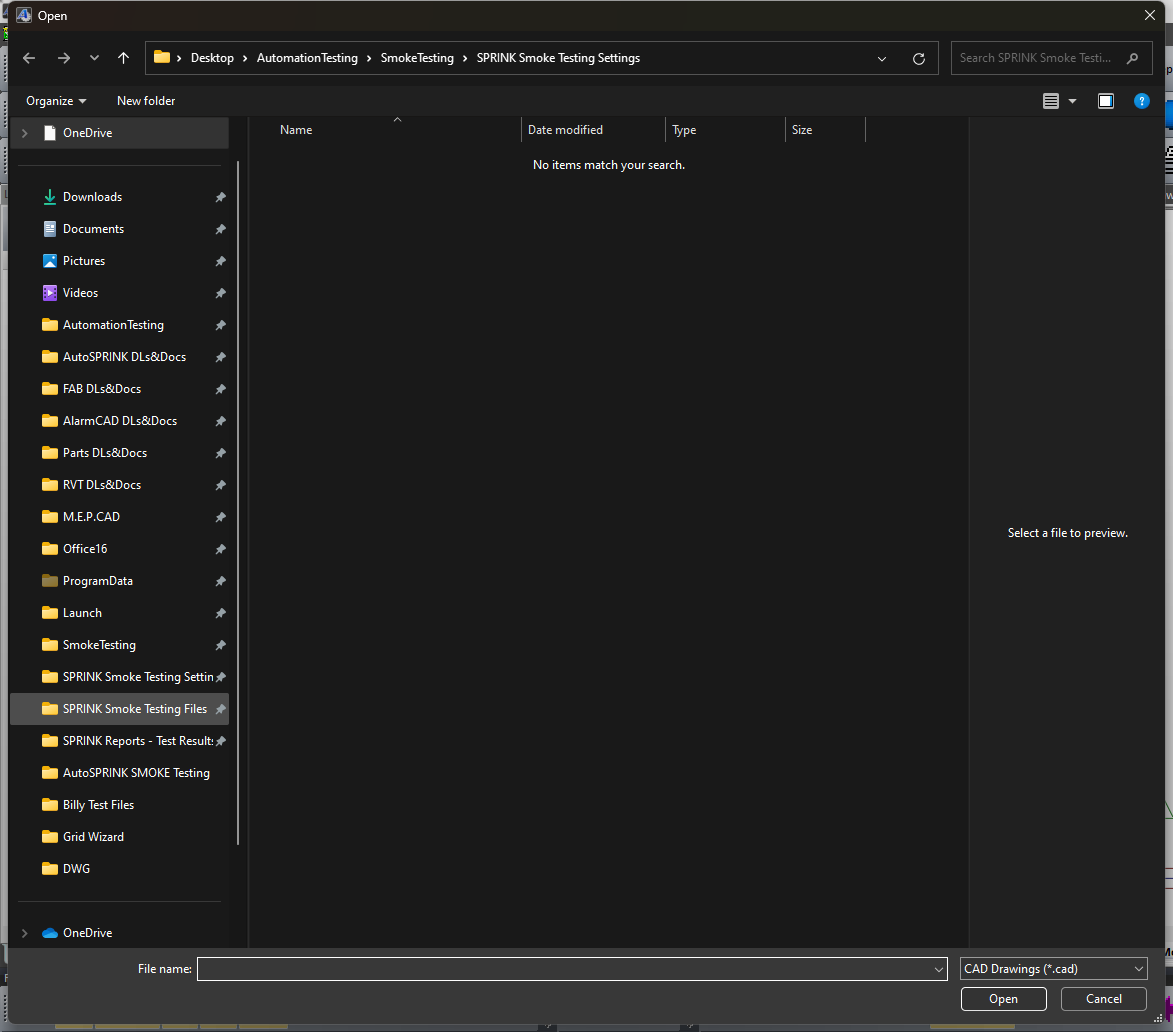 Open
Desktop AutomationTesting SmokeTesting SPRINK Smoke Testing Settings
Search SPRINK Smoke Testi...
Organize New folder
OneDrive
Name Date modified Type Size
No items match your search.
Downloads
Documents
Pictures
Videos
AutomationTesting
AutoSPRINK DLs&Docs
FAB DLs&Docs
AlarmCAD DLs&Docs
Parts DLs&Docs
RVT DLs&Docs
M.E.P.CAD
Office16
ProgramData
Launch
SmokeTesting
SPRINK Smoke Testing Settin
SPRINK Smoke Testing Files
SPRINK Reports - Test Results
AutoSPRINK SMOKE Testing
Billy Test Files
Grid Wizard
DWG
OneDrive
Select a file to preview.
File name: CAD Drawings (*.cad)
Open Cancel